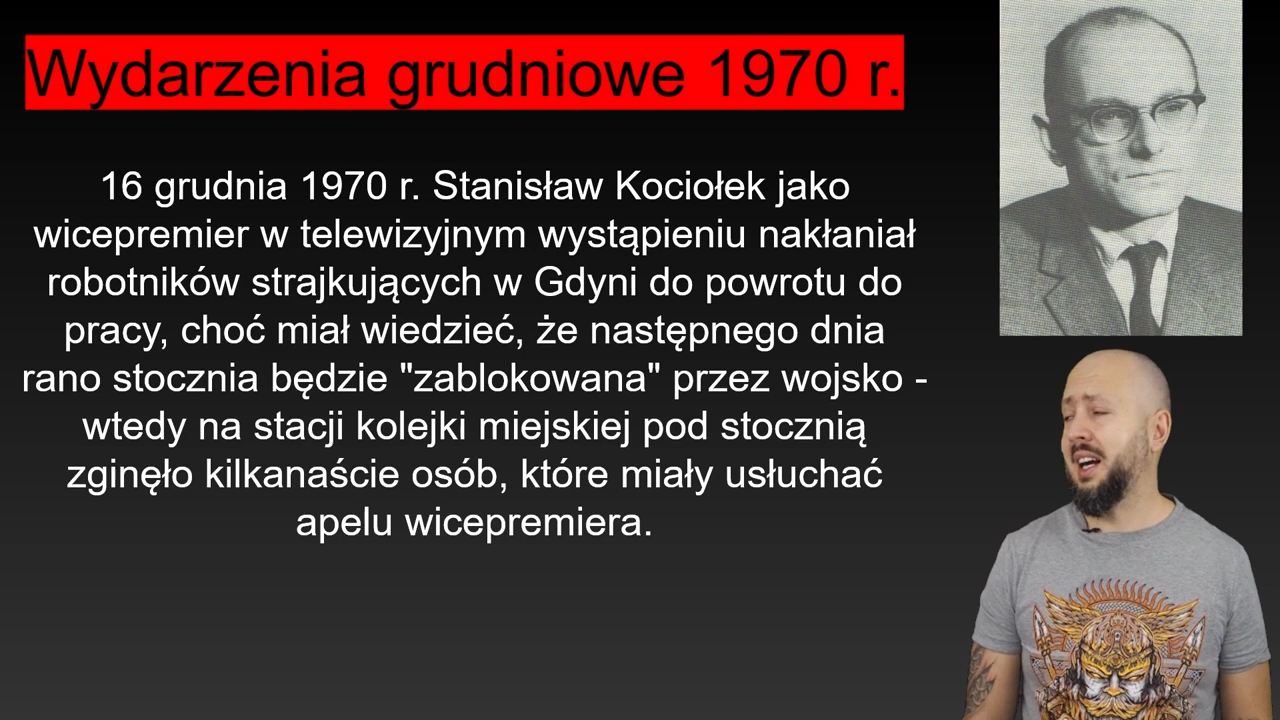 Wydarzenia grudniowe 1970 r.
16 grudnia 1970 r. Stanisław Kociołek jako
wicepremier w telewizyjnym wystąpieniu nakłaniał
robotników strajkujących w Gdyni do powrotu do
pracy, choć miał wiedzieć, że następnego dnia
rano stocznia będzie "zablokowana" przez wojsko -
wtedy na stacji kolejki miejskiej pod stocznią
zginęło kilkanaście osób, które miały usłuchać
apelu wicepremiera.